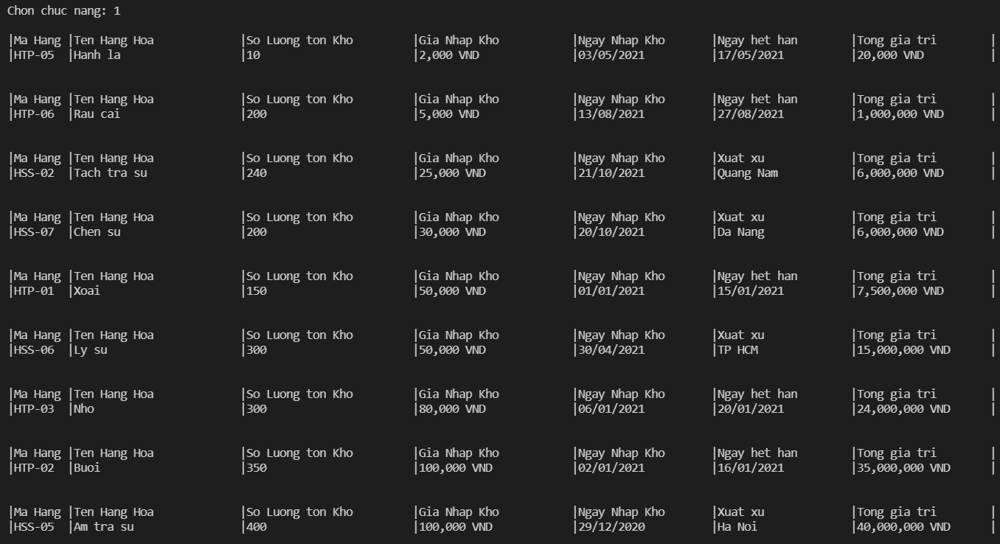 Chon chuc nang: 1
|Ma Hang |Ten Hang Hoa |So Luong ton Kho |Gia Nhap Kho |Ngay Nhap Kho |Ngay het han |Tong gia tri |
|HTP-05 |Hanh la |10 |2,000 VND |03/05/2021 |17/05/2021 |20,000 VND |
|Ma Hang |Ten Hang Hoa |So Luong ton Kho |Gia Nhap Kho |Ngay Nhap Kho |Ngay het han |Tong gia tri |
|HTP-06 |Rau cai |200 |5,000 VND |13/08/2021 |27/08/2021 |1,000,000 VND |
|Ma Hang |Ten Hang Hoa |So Luong ton Kho |Gia Nhap Kho |Ngay Nhap Kho |Xuat xu |Tong gia tri |
|HSS-02 |Tach tra su |240 |25,000 VND |21/10/2021 |Quang Nam |6,000,000 VND |
|Ma Hang |Ten Hang Hoa |So Luong ton Kho |Gia Nhap Kho |Ngay Nhap Kho |Xuat xu |Tong gia tri |
|HSS-07 |Chen su |200 |30,000 VND |20/10/2021 |Da Nang |6,000,000 VND |
|Ma Hang |Ten Hang Hoa |So Luong ton Kho |Gia Nhap Kho |Ngay Nhap Kho |Ngay het han |Tong gia tri |
|HTP-01 |Xoai |150 |50,000 VND |01/01/2021 |15/01/2021 |7,500,000 VND |
|Ma Hang |Ten Hang Hoa |So Luong ton Kho |Gia Nhap Kho |Ngay Nhap Kho |Xuat xu |Tong gia tri |
|HSS-06 |Ly su |300 |50,000 VND |30/04/2021 |TP HCM |15,000,000 VND |
|Ma Hang |Ten Hang Hoa |So Luong ton Kho |Gia Nhap Kho |Ngay Nhap Kho |Ngay het han |Tong gia tri |
|HTP-03 |Nho |300 |80,000 VND |06/01/2021 |20/01/2021 |24,000,000 VND |
|Ma Hang |Ten Hang Hoa |So Luong ton Kho |Gia Nhap Kho |Ngay Nhap Kho |Ngay het han |Tong gia tri |
|HTP-02 |Buoi |350 |100,000 VND |02/01/2021 |16/01/2021 |35,000,000 VND |
|Ma Hang |Ten Hang Hoa |So Luong ton Kho |Gia Nhap Kho |Ngay Nhap Kho |Xuat xu |Tong gia tri |
|HSS-05 |Am tra su |400 |100,000 VND |29/12/2020 |Ha Noi |40,000,000 VND |